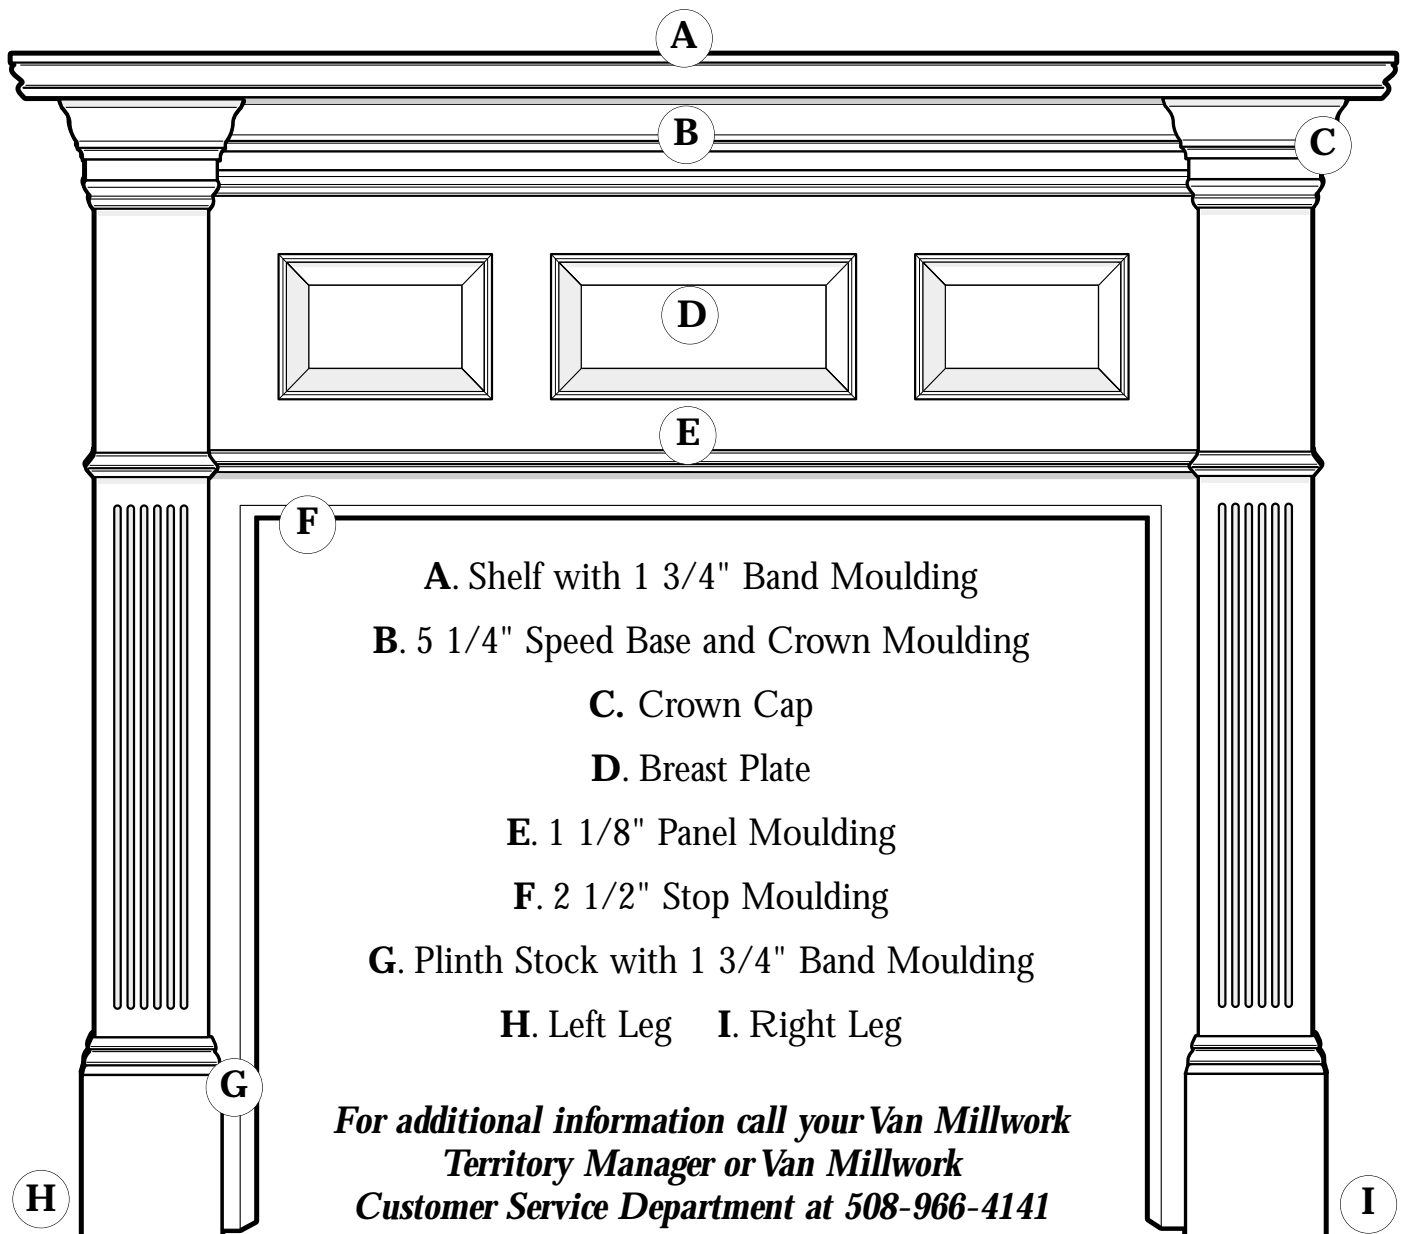 A
B
C
D
E
F
A. Shelf with 1 3/4" Band Moulding
B. 5 1/4" Speed Base and Crown Moulding
C. Crown Cap
D. Breast Plate
E. 1 1/8" Panel Moulding
F. 2 1/2" Stop Moulding
G. Plinth Stock with 1 3/4" Band Moulding
H. Left Leg I. Right Leg
G
For additional information call your Van Millwork
Territory Manager or Van Millwork
Customer Service Department at 508-966-4141
H
I